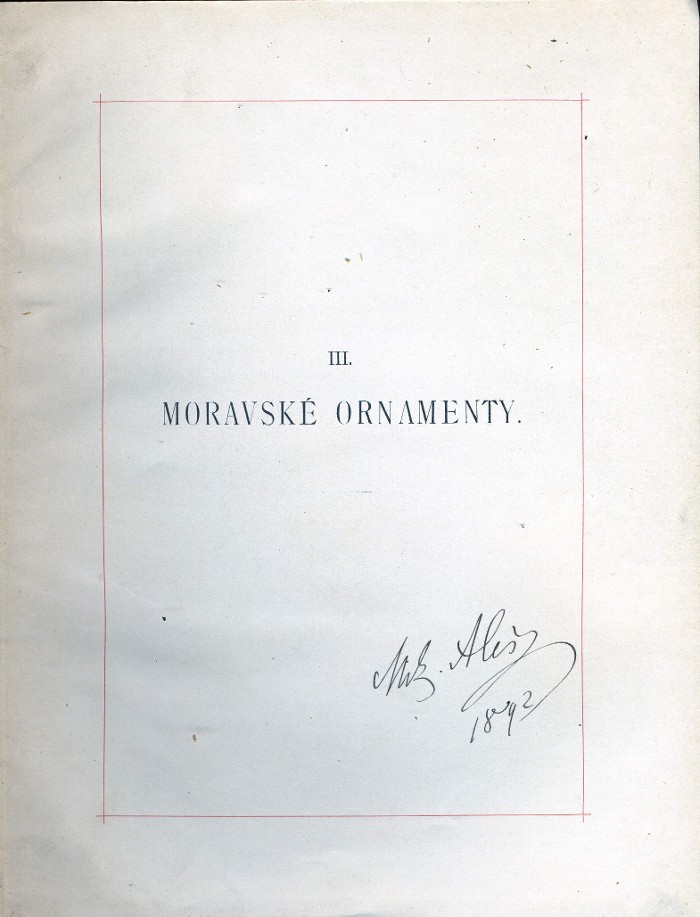 III.
MORAVSKÉ ORNAMENTY.
Mik. Aleš
1892